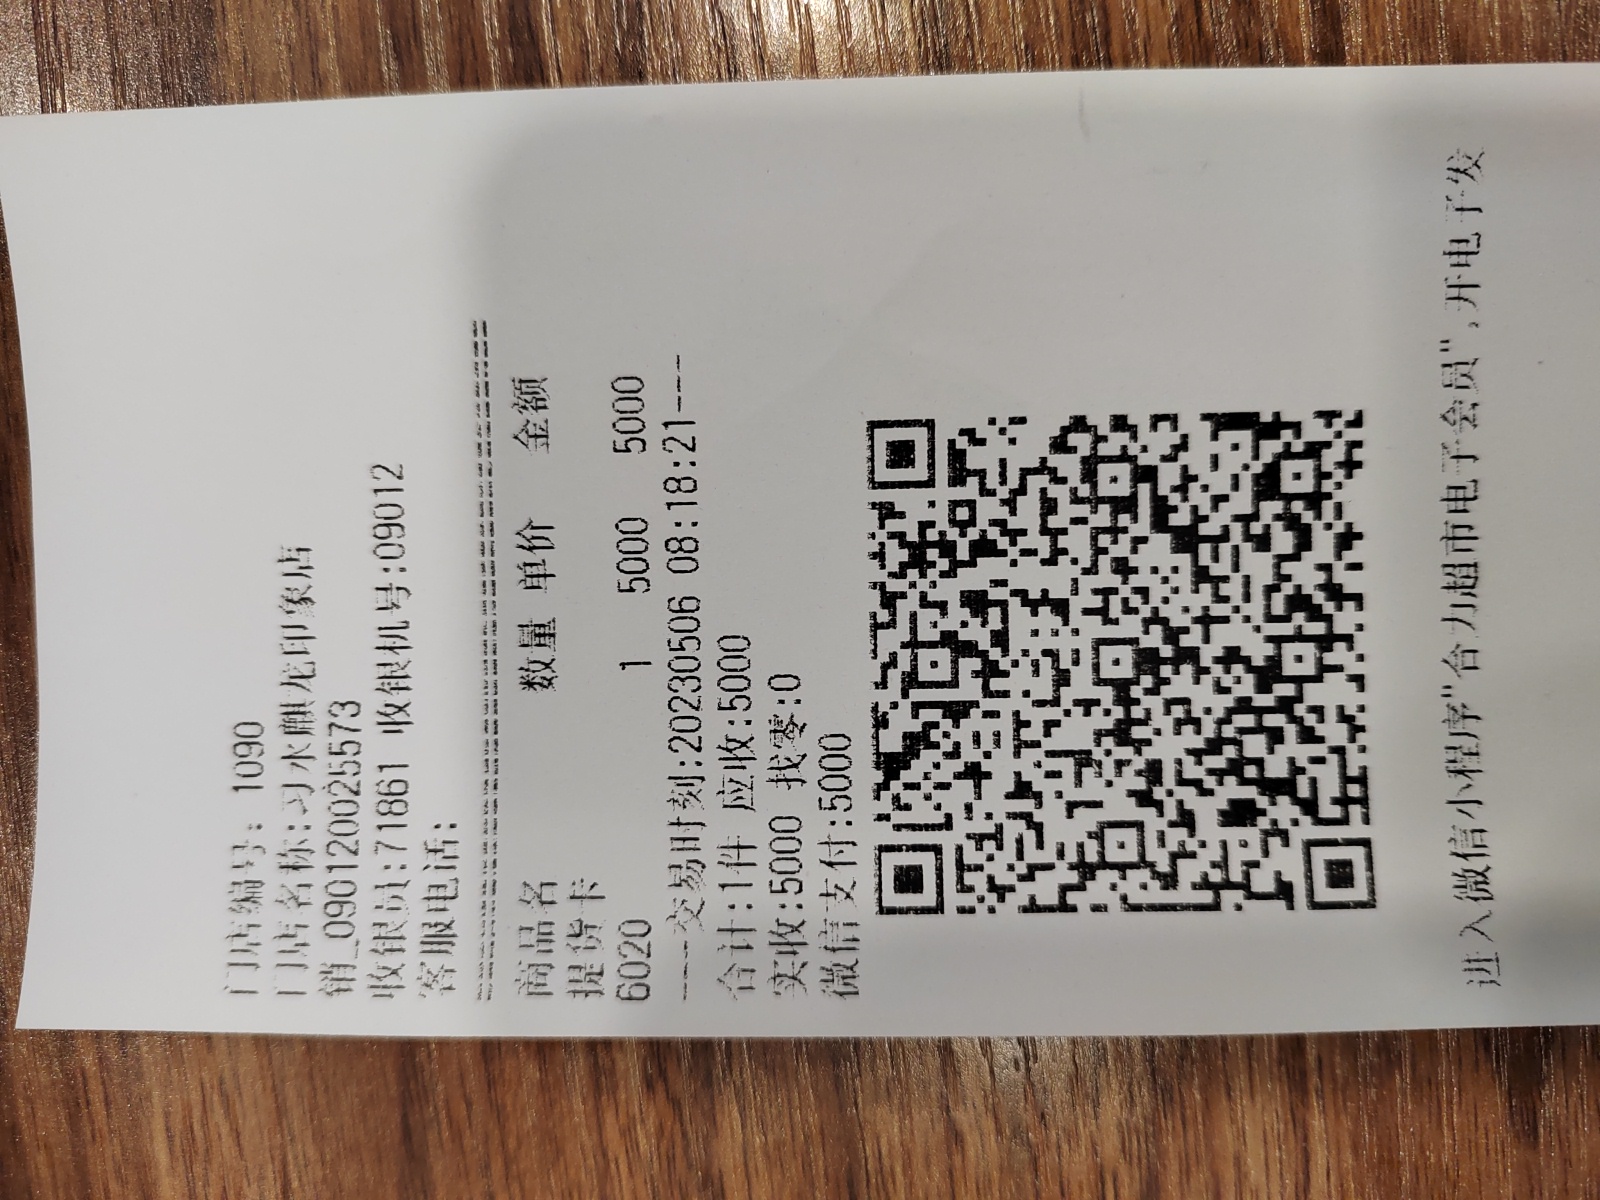 门店编号: 1090
门店名称:习水麒龙印象店
销_0901200255573
收银员:71861 收银机号:09012
客服电话:
商品名 数量 单价 金额
提货卡
6020 1 5000 5000
----交易时刻:20230506 08:18:21---
合计:1件 应收:5000
实收:5000 找零:0
微信支付:5000
进入微信小程序"合力超市电子会员",开电子发